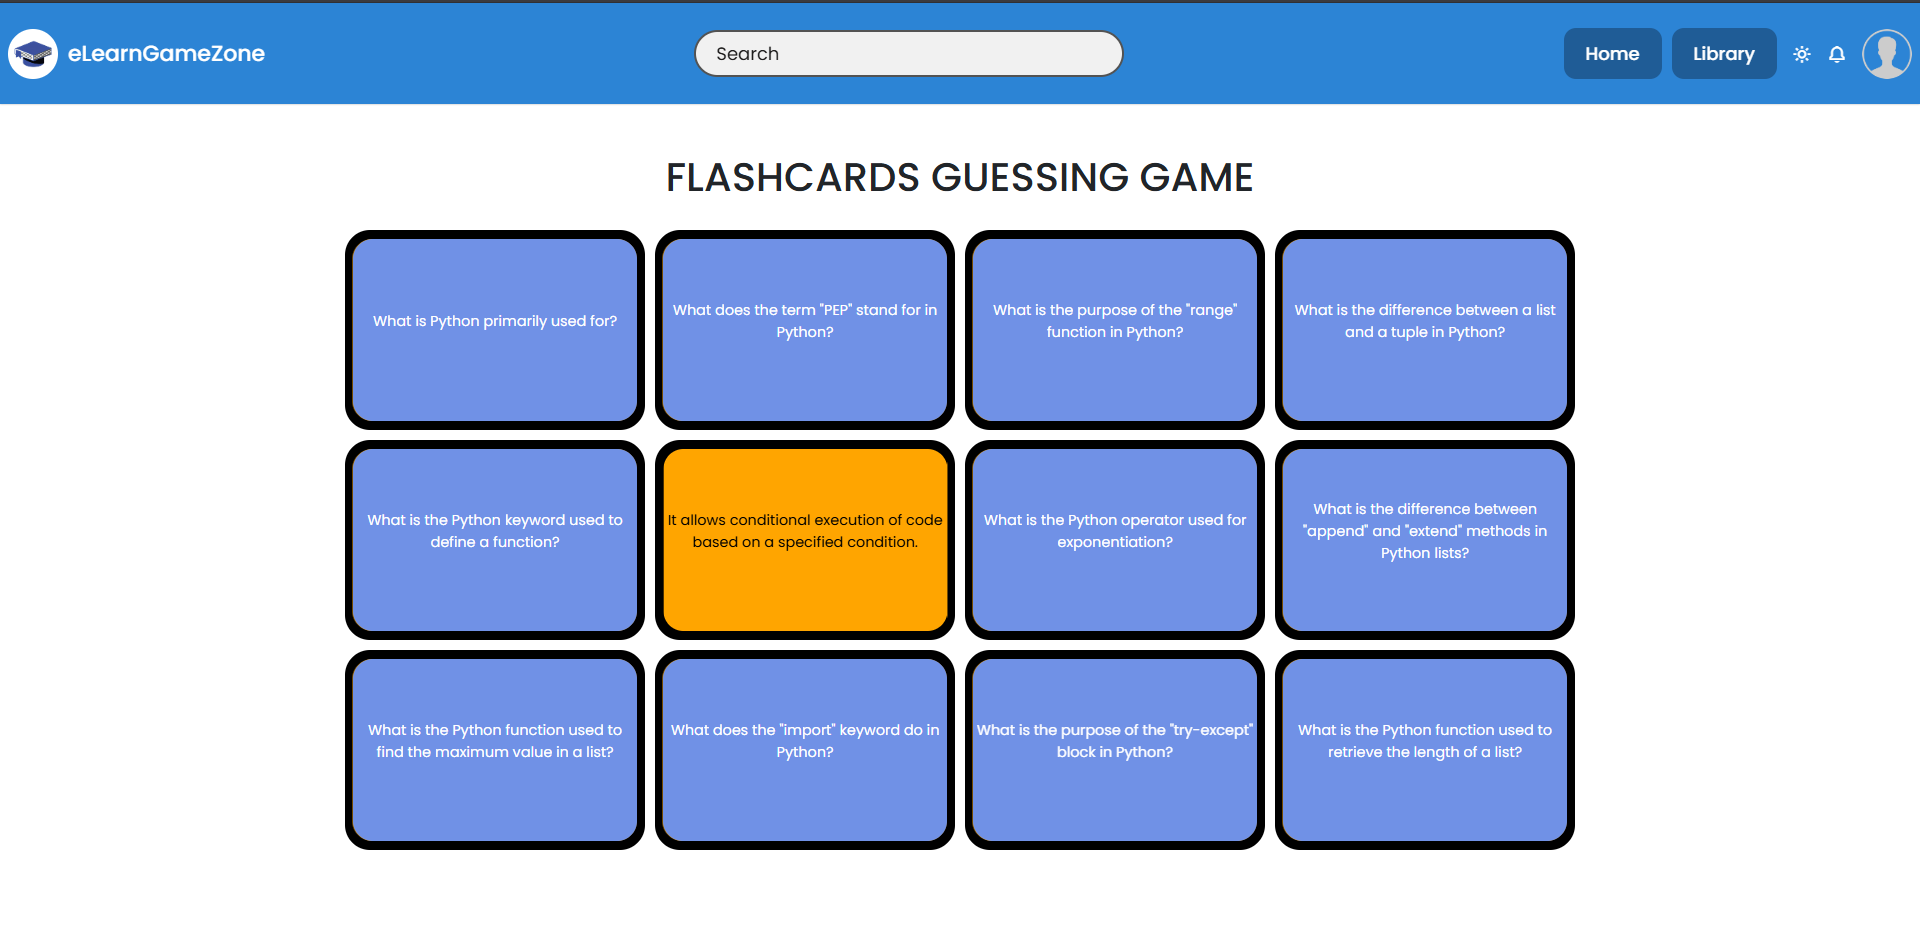 eLearnGameZone
Search
Home
Library
FLASHCARDS GUESSING GAME
What is Python primarily used for?
What does the term "PEP" stand for in
Python?
What is the purpose of the "range"
function in Python?
What is the difference between a list
and a tuple in Python?
What is the Python keyword used to
define a function?
It allows conditional execution of code
based on a specified condition.
What is the Python operator used for
exponentiation?
What is the difference between
"append" and "extend" methods in
Python lists?
What is the Python function used to
find the maximum value in a list?
What does the "import" keyword do in
Python?
What is the purpose of the "try-except"
block in Python?
What is the Python function used to
retrieve the length of a list?